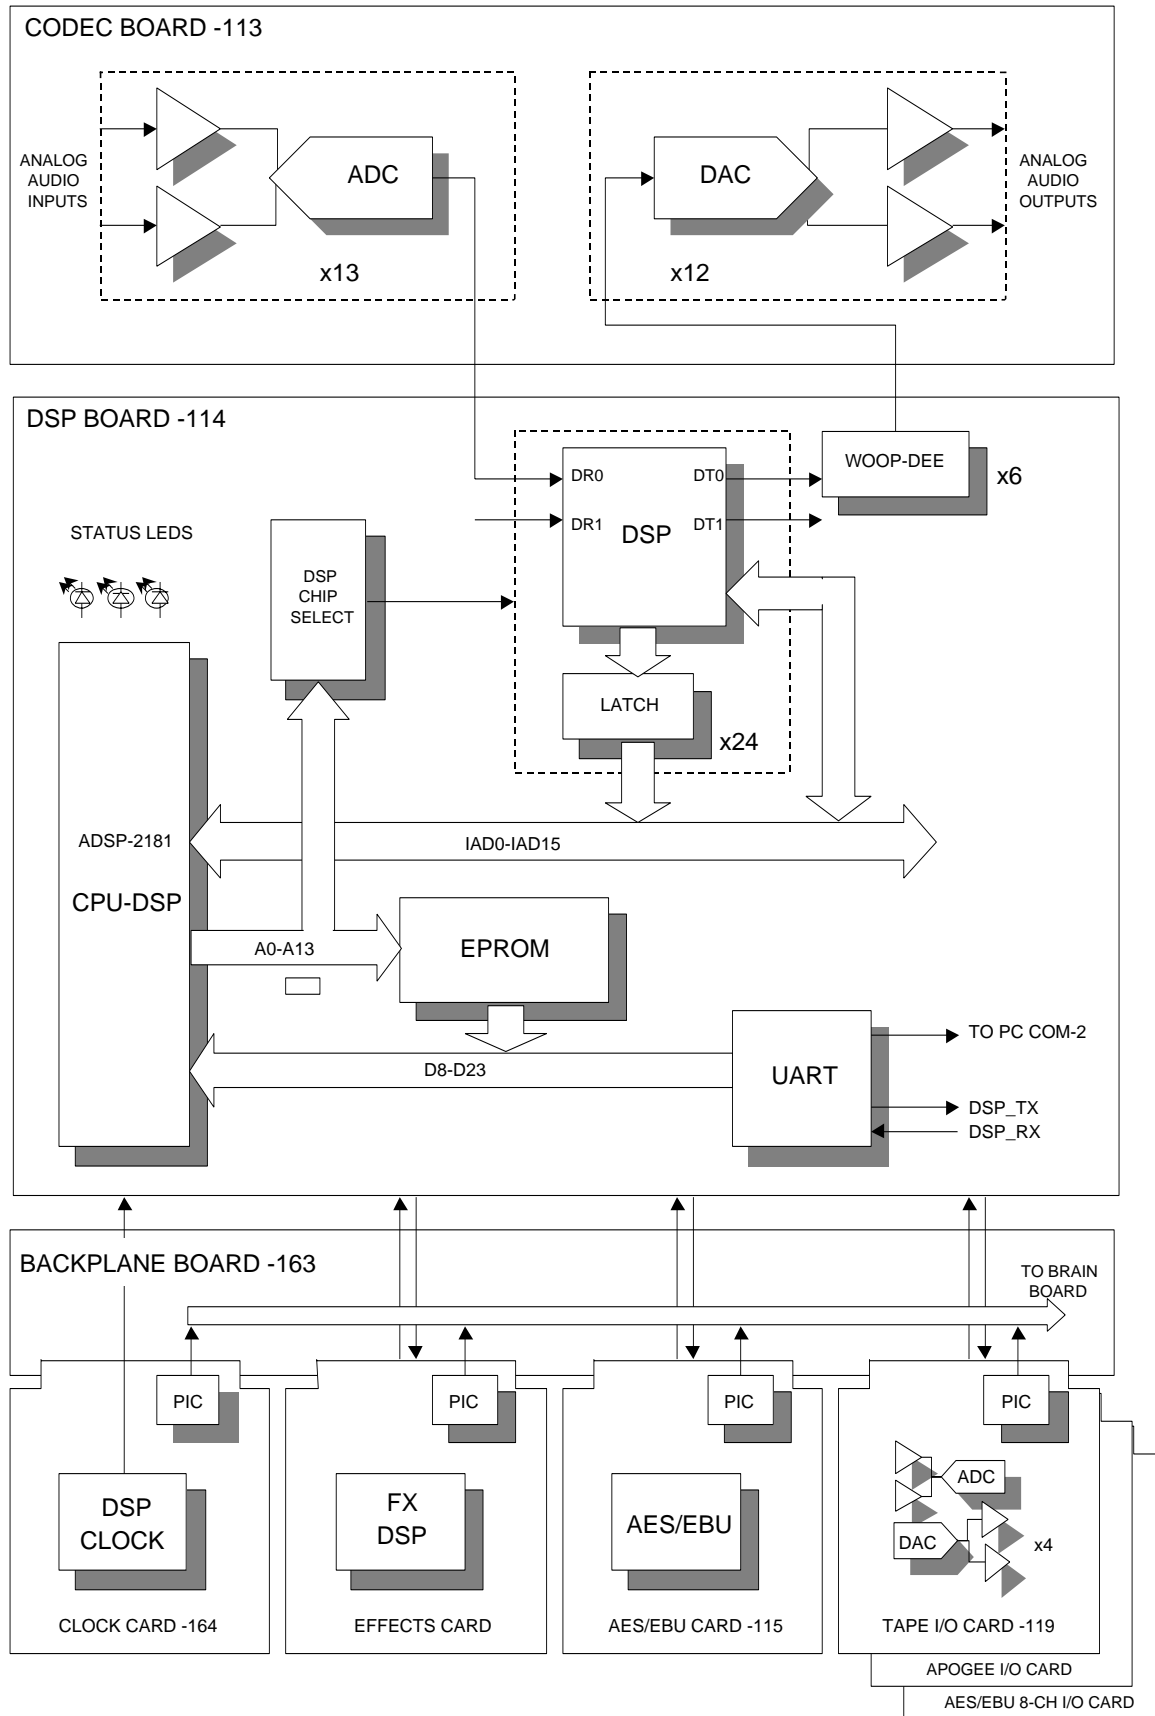 CODEC BOARD -113
ANALOG
AUDIO
INPUTS
ADC
x13
DAC
x12
ANALOG
AUDIO
OUTPUTS
DSP BOARD -114
STATUS LEDS
DSP
CHIP
SELECT
DR0
DT0
DR1
DT1
DSP
LATCH
x24
WOOP-DEE
x6
ADSP-2181
CPU-DSP
IAD0-IAD15
A0-A13
EPROM
D8-D23
UART
TO PC COM-2
DSP_TX
DSP_RX
BACKPLANE BOARD -163
TO BRAIN
BOARD
PIC
PIC
PIC
PIC
DSP
CLOCK
FX
DSP
AES/EBU
ADC
DAC
x4
CLOCK CARD -164
EFFECTS CARD
AES/EBU CARD -115
TAPE I/O CARD -119
APOGEE I/O CARD
AES/EBU 8-CH I/O CARD